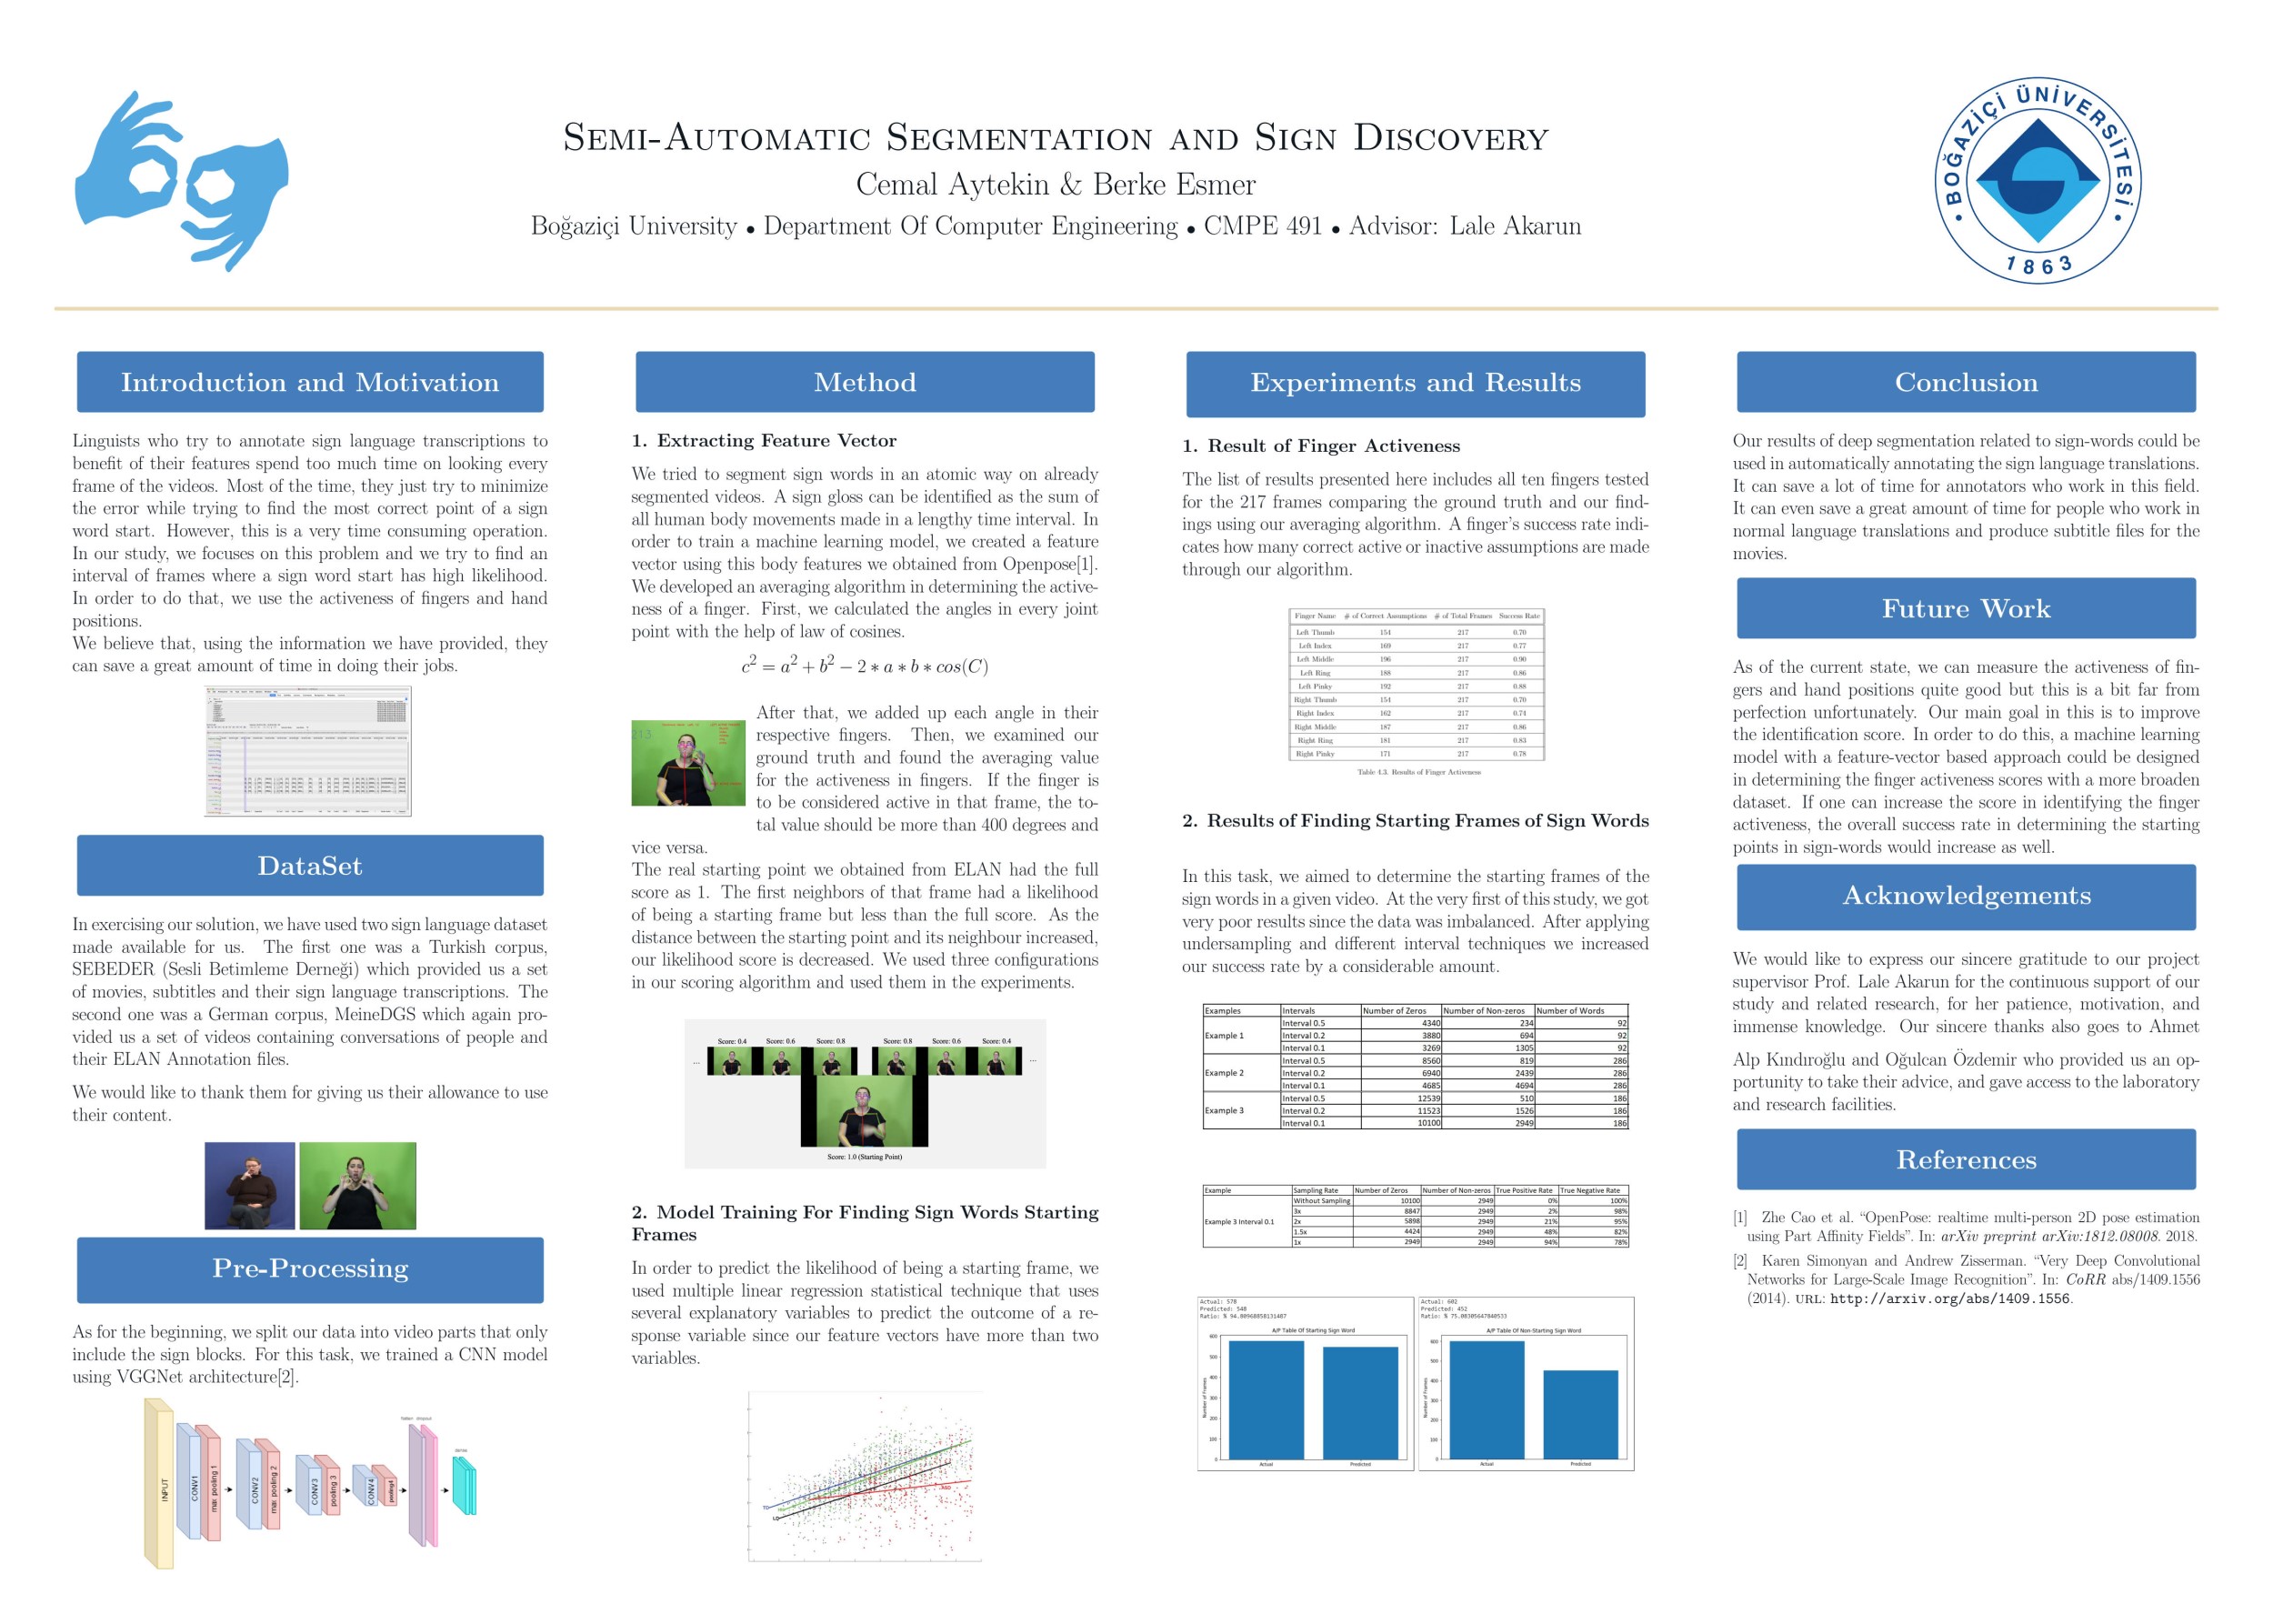 SEMI-AUTOMATIC SEGMENTATION AND SIGN DISCOVERY
Cemal Aytekin & Berke Esmer
Boğaziçi University • Department Of Computer Engineering • CMPE 491 • Advisor: Lale Akarun
BOĞAZİÇİ ÜNİVERSİTESİ
1863
Introduction and Motivation
Linguists who try to annotate sign language transcriptions to
benefit of their features spend too much time on looking every
frame of the videos. Most of the time, they just try to minimize
the error while trying to find the most correct point of a sign
word start. However, this is a very time consuming operation.
In our study, we focuses on this problem and we try to find an
interval of frames where a sign word start has high likelihood.
In order to do that, we use the activeness of fingers and hand
positions.
We believe that, using the information we have provided, they
can save a great amount of time in doing their jobs.
DataSet
In exercising our solution, we have used two sign language dataset
made available for us. The first one was a Turkish corpus,
SEBEDER (Sesli Betimleme Derneği) which provided us a set
of movies, subtitles and their sign language transcriptions. The
second one was a German corpus, MeineDGS which again pro-
vided us a set of videos containing conversations of people and
their ELAN Annotation files.
We would like to thank them for giving us their allowance to use
their content.
Pre-Processing
As for the beginning, we split our data into video parts that only
include the sign blocks. For this task, we trained a CNN model
using VGGNet architecture[2].
INPUT
CONV1
max pooling 1
CONV2
max pooling 2
CONV3
pooling 3
CONV4
pooling4
flatten dropout
dense
Method
1. Extracting Feature Vector
We tried to segment sign words in an atomic way on already
segmented videos. A sign gloss can be identified as the sum of
all human body movements made in a lengthy time interval. In
order to train a machine learning model, we created a feature
vector using this body features we obtained from Openpose[1].
We developed an averaging algorithm in determining the active-
ness of a finger. First, we calculated the angles in every joint
point with the help of law of cosines.
c² = a² + b² − 2 ∗ a ∗ b ∗ cos(C)
213
After that, we added up each angle in their
respective fingers. Then, we examined our
ground truth and found the averaging value
for the activeness in fingers. If the finger is
to be considered active in that frame, the to-
tal value should be more than 400 degrees and
vice versa.
The real starting point we obtained from ELAN had the full
score as 1. The first neighbors of that frame had a likelihood
of being a starting frame but less than the full score. As the
distance between the starting point and its neighbour increased,
our likelihood score is decreased. We used three configurations
in our scoring algorithm and used them in the experiments.
Score: 0.4 Score: 0.6 Score: 0.8 Score: 0.8 Score: 0.6 Score: 0.4
... ...
Score: 1.0 (Starting Point)
2. Model Training For Finding Sign Words Starting
Frames
In order to predict the likelihood of being a starting frame, we
used multiple linear regression statistical technique that uses
several explanatory variables to predict the outcome of a re-
sponse variable since our feature vectors have more than two
variables.
Experiments and Results
1. Result of Finger Activeness
The list of results presented here includes all ten fingers tested
for the 217 frames comparing the ground truth and our find-
ings using our averaging algorithm. A finger's success rate indi-
cates how many correct active or inactive assumptions are made
through our algorithm.
Finger Name # of Correct Assumptions # of Total Frames Success Rate
Left Thumb 154 217 0.70
Left Index 169 217 0.77
Left Middle 196 217 0.90
Left Ring 188 217 0.86
Left Pinky 192 217 0.88
Right Thumb 154 217 0.70
Right Index 162 217 0.74
Right Middle 187 217 0.86
Right Ring 181 217 0.83
Right Pinky 171 217 0.78
Table 4.3. Results of Finger Activeness
2. Results of Finding Starting Frames of Sign Words
In this task, we aimed to determine the starting frames of the
sign words in a given video. At the very first of this study, we got
very poor results since the data was imbalanced. After applying
undersampling and different interval techniques we increased
our success rate by a considerable amount.
Examples Intervals Number of Zeros Number of Non-zeros Number of Words
Example 1
Interval 0.5 4340 234 92
Interval 0.2 3880 694 92
Interval 0.1 3269 1305 92
Example 2
Interval 0.5 8560 819 286
Interval 0.2 6940 2439 286
Interval 0.1 4685 4694 286
Example 3
Interval 0.5 12539 510 186
Interval 0.2 11523 1526 186
Interval 0.1 10100 2949 186
Example Sampling Rate Number of Zeros Number of Non-zeros True Positive Rate True Negative Rate
Example 3 Interval 0.1
Without Sampling 10100 2949 0% 100%
3x 8847 2949 2% 98%
2x 5898 2949 21% 95%
1.5x 4424 2949 48% 82%
1x 2949 2949 94% 78%
Actual: 578
Predicted: 548
A/P Table Of Starting Sign Word
Number of Frames
600
500
400
300
200
100
0
Actual Predicted
Actual: 602
Predicted: 452
A/P Table Of Non-Starting Sign Word
Number of Frames
600
500
400
300
200
100
0
Actual Predicted
Conclusion
Our results of deep segmentation related to sign-words could be
used in automatically annotating the sign language translations.
It can save a lot of time for annotators who work in this field.
It can even save a great amount of time for people who work in
normal language translations and produce subtitle files for the
movies.
Future Work
As of the current state, we can measure the activeness of fin-
gers and hand positions quite good but this is a bit far from
perfection unfortunately. Our main goal in this is to improve
the identification score. In order to do this, a machine learning
model with a feature-vector based approach could be designed
in determining the finger activeness scores with a more broaden
dataset. If one can increase the score in identifying the finger
activeness, the overall success rate in determining the starting
points in sign-words would increase as well.
Acknowledgements
We would like to express our sincere gratitude to our project
supervisor Prof. Lale Akarun for the continuous support of our
study and related research, for her patience, motivation, and
immense knowledge. Our sincere thanks also goes to Ahmet
Alp Kındıroğlu and Oğulcan Özdemir who provided us an op-
portunity to take their advice, and gave access to the laboratory
and research facilities.
References
[1] Zhe Cao et al. “OpenPose: realtime multi-person 2D pose estimation
using Part Affinity Fields”. In: arXiv preprint arXiv:1812.08008. 2018.
[2] Karen Simonyan and Andrew Zisserman. “Very Deep Convolutional
Networks for Large-Scale Image Recognition”. In: CoRR abs/1409.1556
(2014). URL: http://arxiv.org/abs/1409.1556.